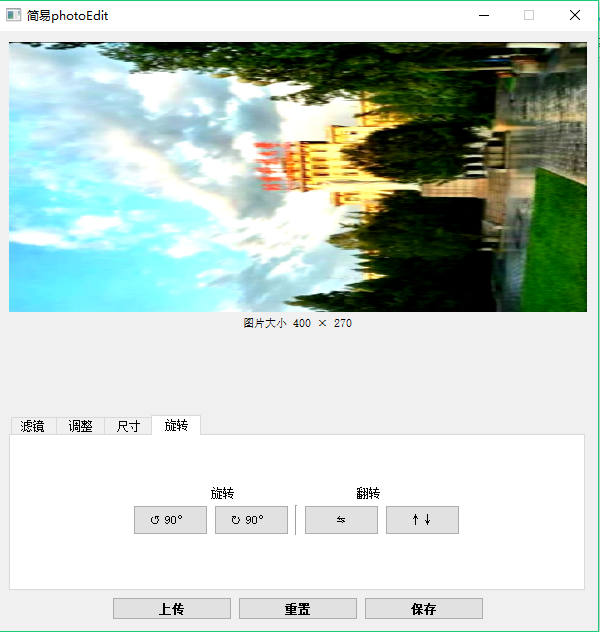 简易photoEdit
图片大小 400 × 270
滤镜 调整 尺寸 旋转
旋转 翻转
↺ 90° ↻ 90° ⇋ ↑↓
上传 重置 保存